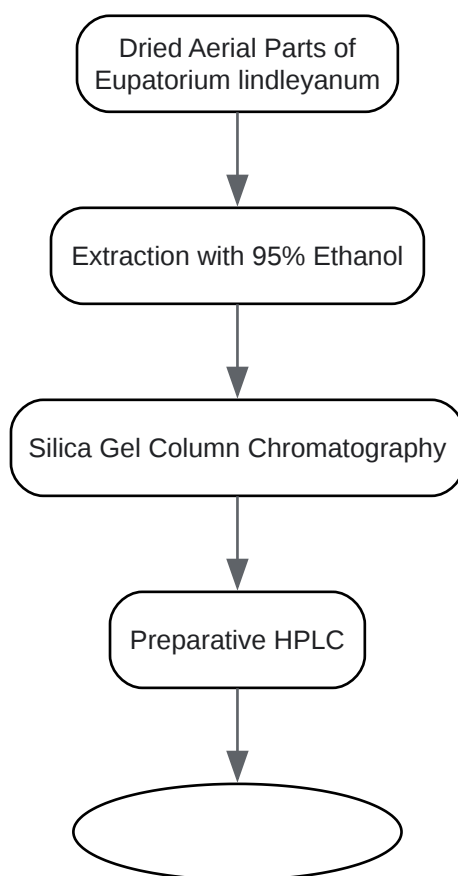 Dried Aerial Parts of
Eupatorium lindleyanum
Extraction with 95% Ethanol
Silica Gel Column Chromatography
Preparative HPLC